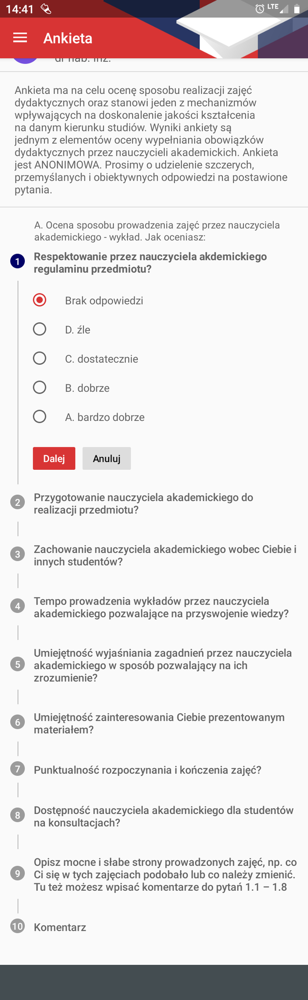 14:41
LTE
Ankieta
dr hab. inż.
Ankieta ma na celu ocenę sposobu realizacji zajęć
dydaktycznych oraz stanowi jeden z mechanizmów
wpływających na doskonalenie jakości kształcenia
na danym kierunku studiów. Wyniki ankiety są
jednym z elementów oceny wypełniania obowiązków
dydaktycznych przez nauczycieli akademickich. Ankieta
jest ANONIMOWA. Prosimy o udzielenie szczerych,
przemyślanych i obiektywnych odpowiedzi na postawione
pytania.
A. Ocena sposobu prowadzenia zajęć przez nauczyciela
akademickiego - wykład. Jak oceniasz:
1 Respektowanie przez nauczyciela akdemickiego
regulaminu przedmiotu?
Brak odpowiedzi
D. źle
C. dostatecznie
B. dobrze
A. bardzo dobrze
Dalej Anuluj
2 Przygotowanie nauczyciela akademickiego do
realizacji przedmiotu?
3 Zachowanie nauczyciela akademickiego wobec Ciebie i
innych studentów?
4 Tempo prowadzenia wykładów przez nauczyciela
akademickiego pozwalające na przyswojenie wiedzy?
5 Umiejętność wyjaśniania zagadnień przez nauczyciela
akademickiego w sposób pozwalający na ich
zrozumienie?
6 Umiejętność zainteresowania Ciebie prezentowanym
materiałem?
7 Punktualność rozpoczynania i kończenia zajęć?
8 Dostępność nauczyciela akademickiego dla studentów
na konsultacjach?
9 Opisz mocne i słabe strony prowadzonych zajęć, np. co
Ci się w tych zajęciach podobało lub co należy zmienić.
Tu też możesz wpisać komentarze do pytań 1.1 – 1.8
10 Komentarz